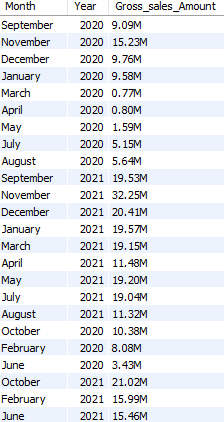 Month Year Gross_sales_Amount
September 2020 9.09M
November 2020 15.23M
December 2020 9.76M
January 2020 9.58M
March 2020 0.77M
April 2020 0.80M
May 2020 1.59M
July 2020 5.15M
August 2020 5.64M
September 2021 19.53M
November 2021 32.25M
December 2021 20.41M
January 2021 19.57M
March 2021 19.15M
April 2021 11.48M
May 2021 19.20M
July 2021 19.04M
August 2021 11.32M
October 2020 10.38M
February 2020 8.08M
June 2020 3.43M
October 2021 21.02M
February 2021 15.99M
June 2021 15.46M